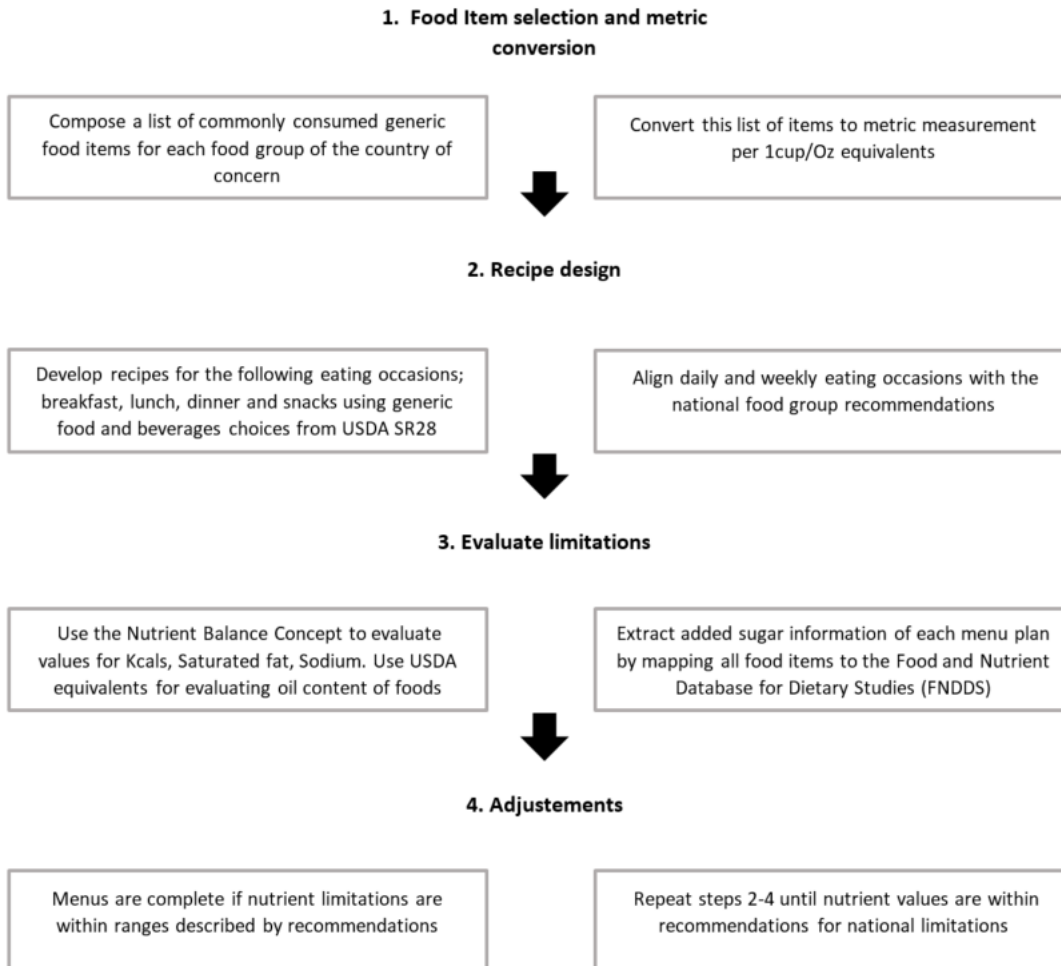 1. Food Item selection and metric
conversion
Compose a list of commonly consumed generic
food items for each food group of the country of
concern
Convert this list of items to metric measurement
per 1cup/Oz equivalents
2. Recipe design
Develop recipes for the following eating occasions;
breakfast, lunch, dinner and snacks using generic
food and beverages choices from USDA SR28
Align daily and weekly eating occasions with the
national food group recommendations
3. Evaluate limitations
Use the Nutrient Balance Concept to evaluate
values for Kcals, Saturated fat, Sodium. Use USDA
equivalents for evaluating oil content of foods
Extract added sugar information of each menu plan
by mapping all food items to the Food and Nutrient
Database for Dietary Studies (FNDDS)
4. Adjustements
Menus are complete if nutrient limitations are
within ranges described by recommendations
Repeat steps 2-4 until nutrient values are within
recommendations for national limitations